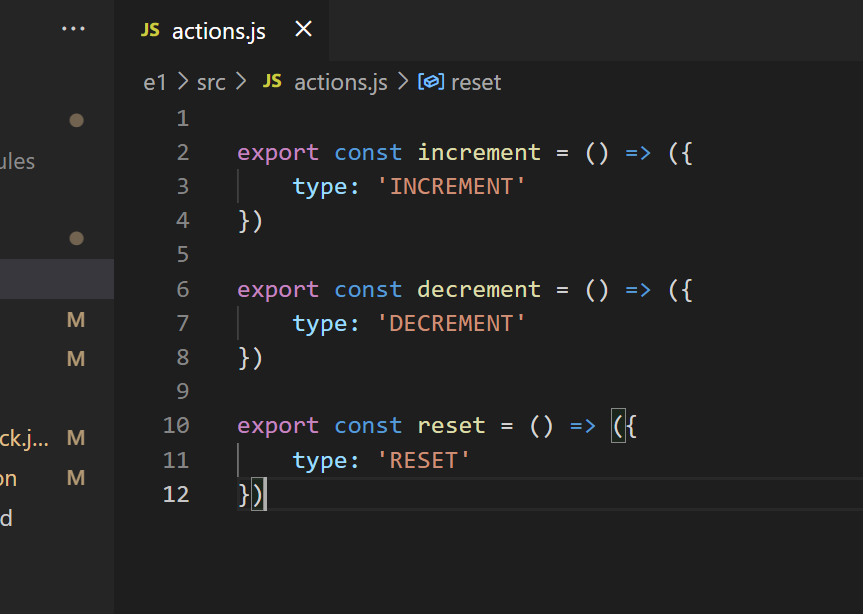 ...
JS actions.js ×
e1 > src > JS actions.js > reset
ules
1
2 export const increment = () => ({
3     type: 'INCREMENT'
4 })
5
6 export const decrement = () => ({
7     type: 'DECREMENT'
8 })
9
10 export const reset = () => ({
11     type: 'RESET'
12 })
M
M
ck.j... M
on M
d